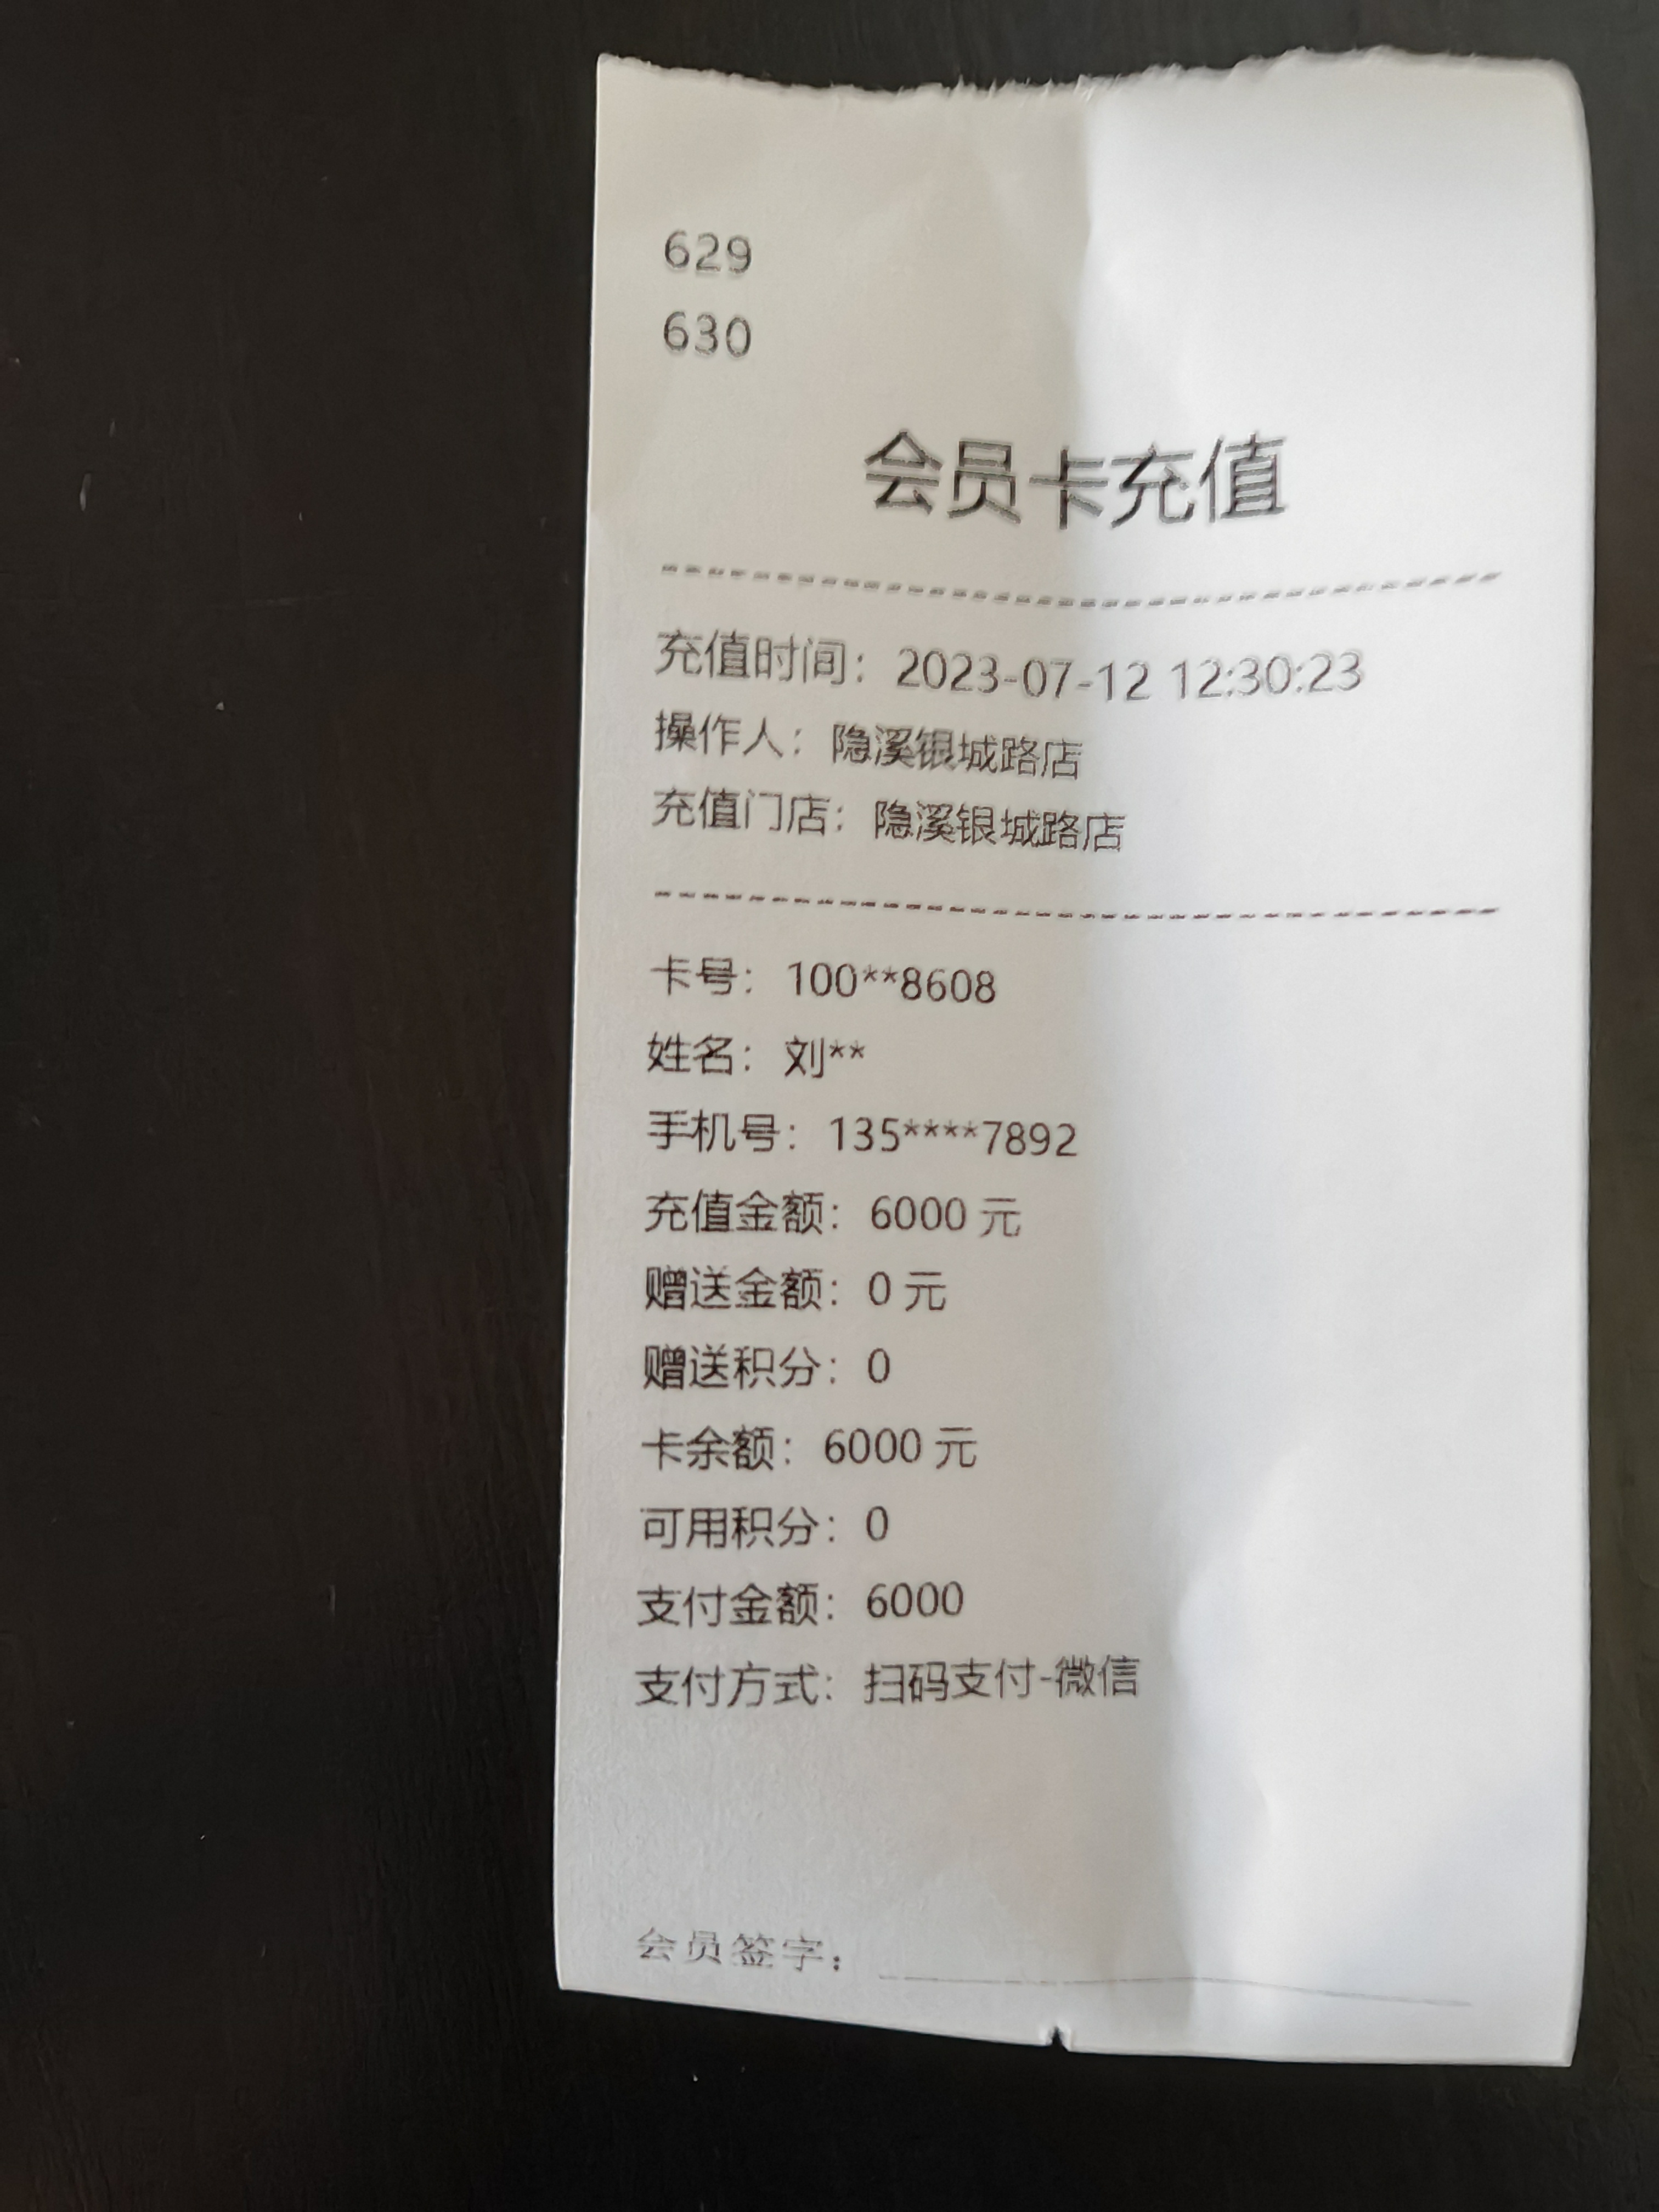 629
630
会员卡充值
充值时间：2023-07-12 12:30:23
操作人：隐溪银城路店
充值门店：隐溪银城路店
卡号：100**8608
姓名：刘**
手机号：135****7892
充值金额：6000 元
赠送金额：0 元
赠送积分：0
卡余额：6000 元
可用积分：0
支付金额：6000
支付方式：扫码支付-微信
会员签字：